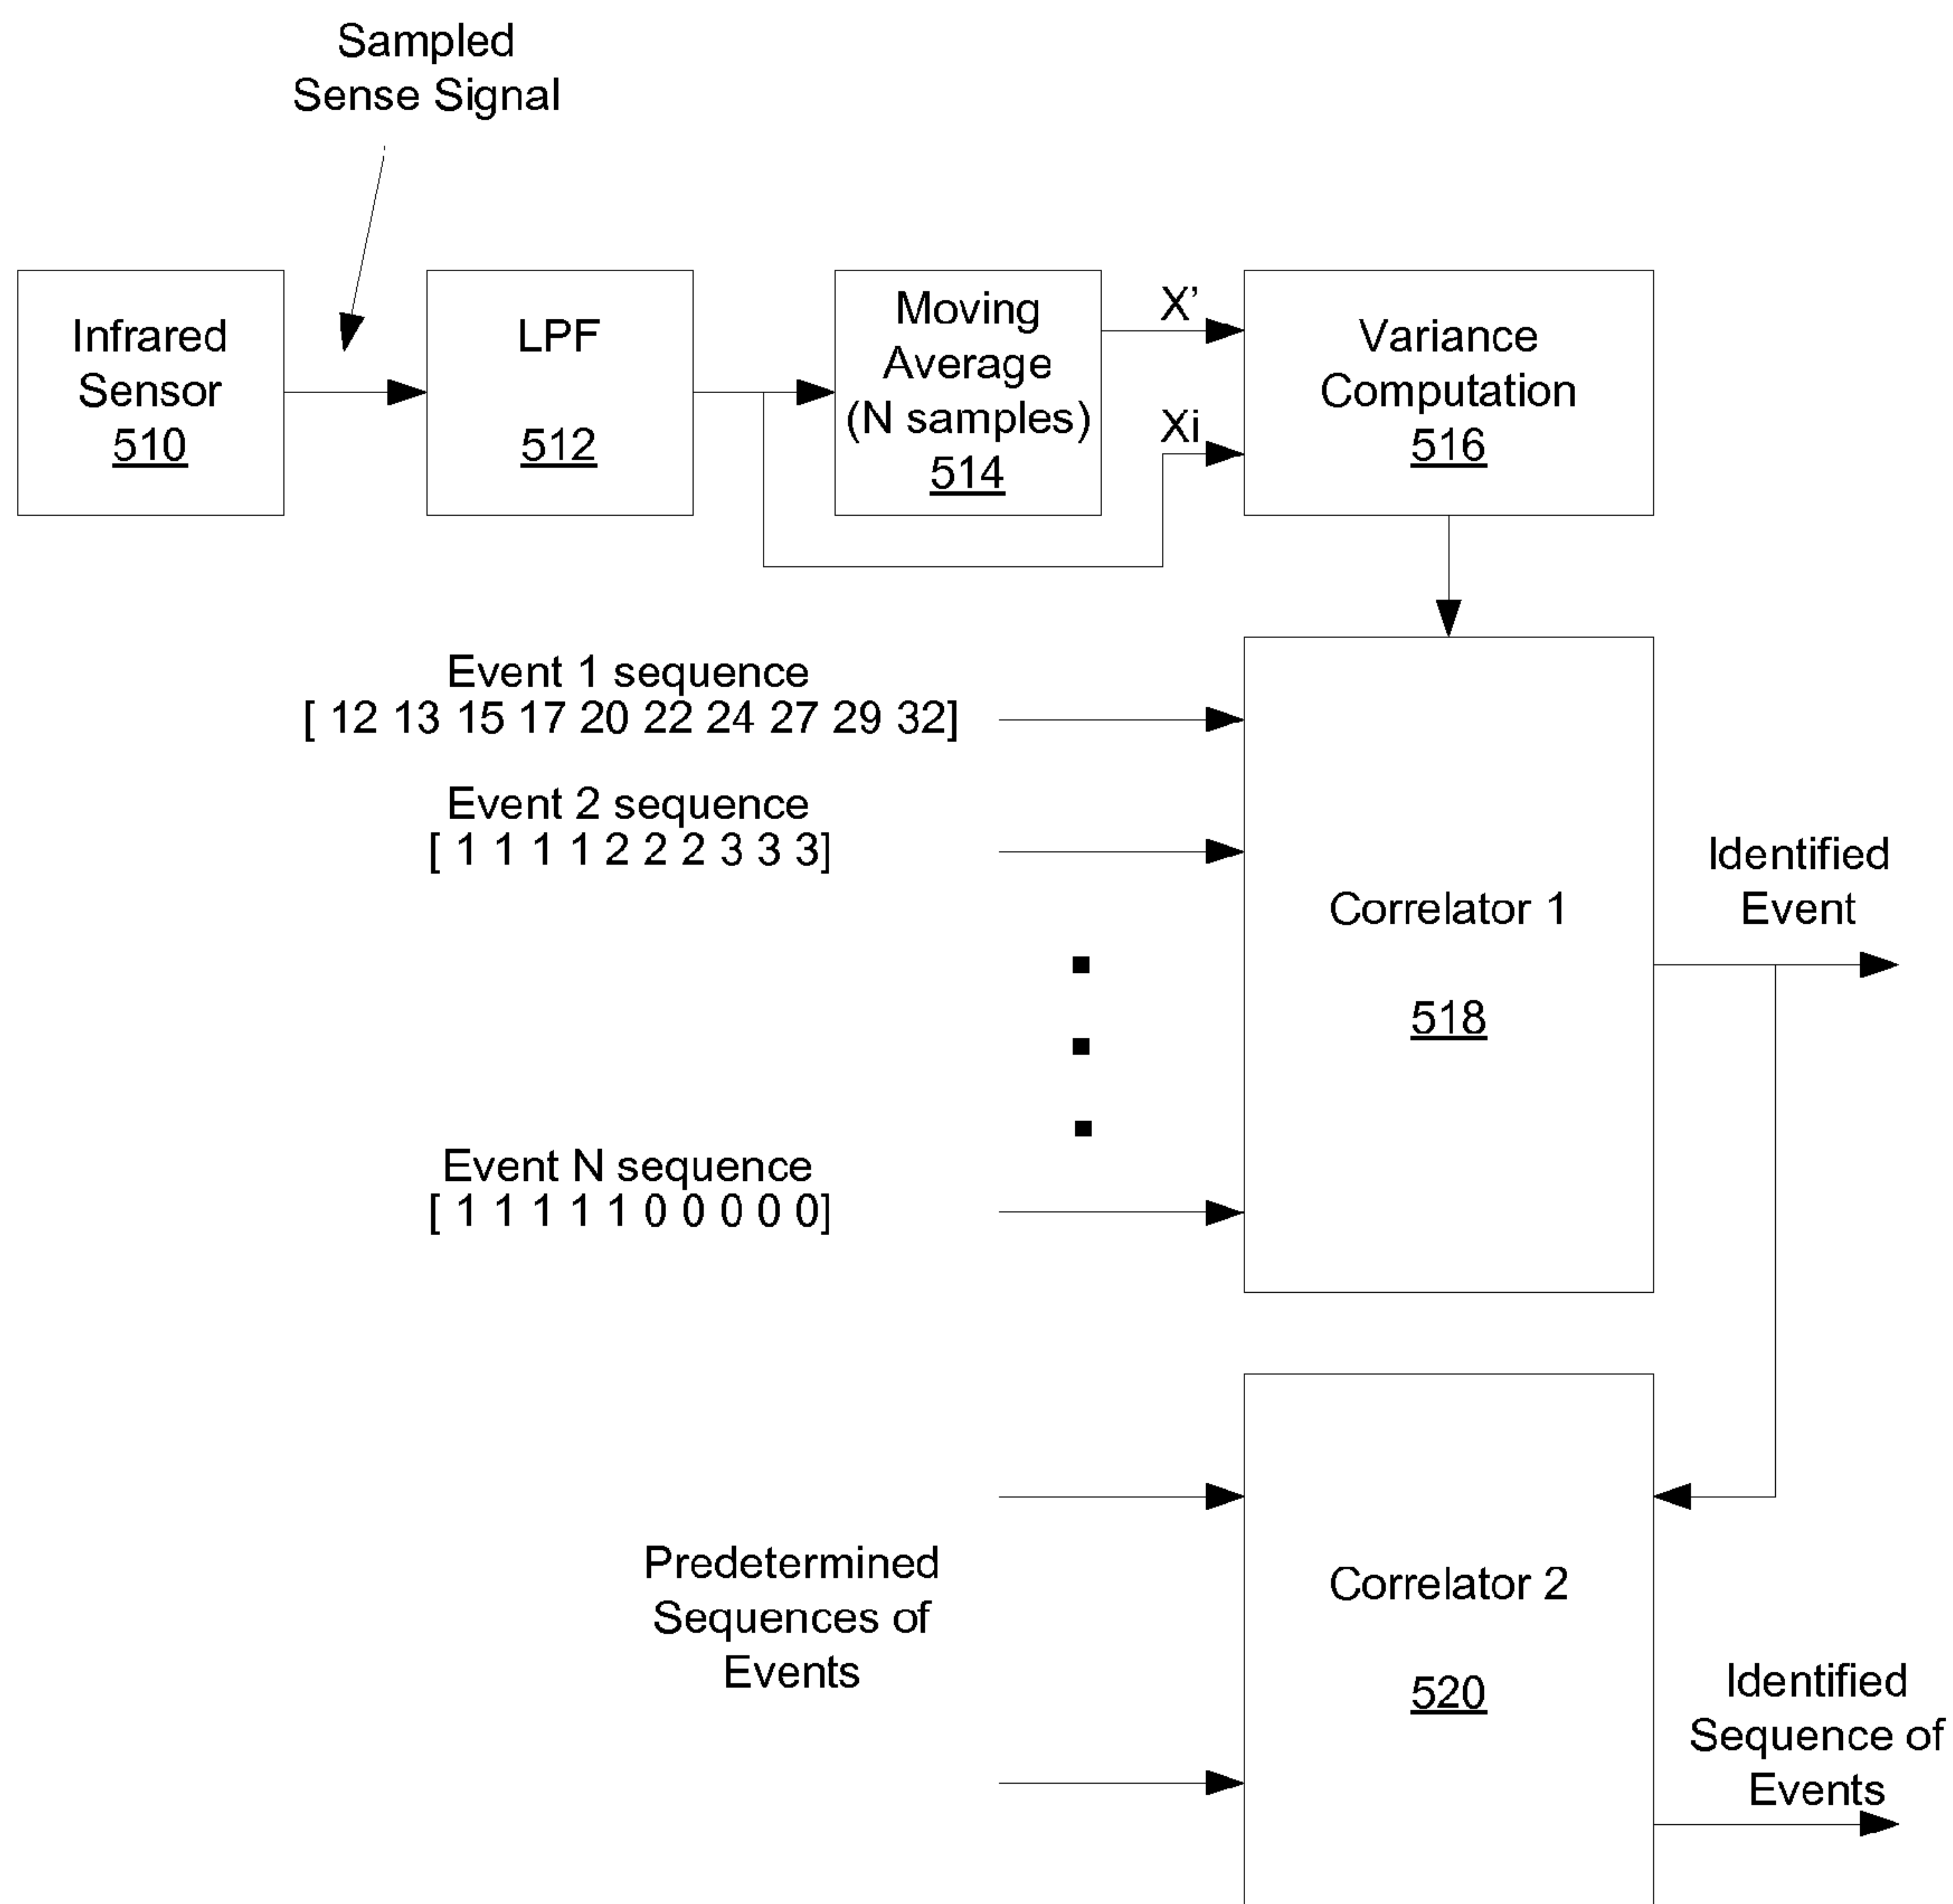 Sampled
Sense Signal
Infrared
Sensor
510
LPF
512
Moving
Average
(N samples)
514
X’
Xi
Variance
Computation
516
Event 1 sequence
[ 12 13 15 17 20 22 24 27 29 32]
Event 2 sequence
[ 1 1 1 1 2 2 2 3 3 3]
Event N sequence
[ 1 1 1 1 1 0 0 0 0 0]
Correlator 1
518
Identified
Event
Predetermined
Sequences of
Events
Correlator 2
520
Identified
Sequence of
Events